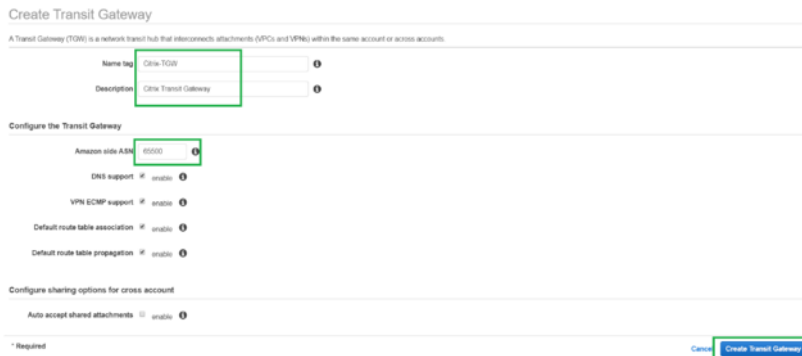 Create Transit Gateway
A Transit Gateway (TGW) is a network transit hub that interconnects attachments (VPCs and VPNs) within the same account or across accounts.
Name tag Citrix-TGW
Description Citrix Transit Gateway
Configure the Transit Gateway
Amazon side ASN 65500
DNS support enable
VPN ECMP support enable
Default route table association enable
Default route table propagation enable
Configure sharing options for cross account
Auto accept shared attachments enable
* Required Cancel Create Transit Gateway